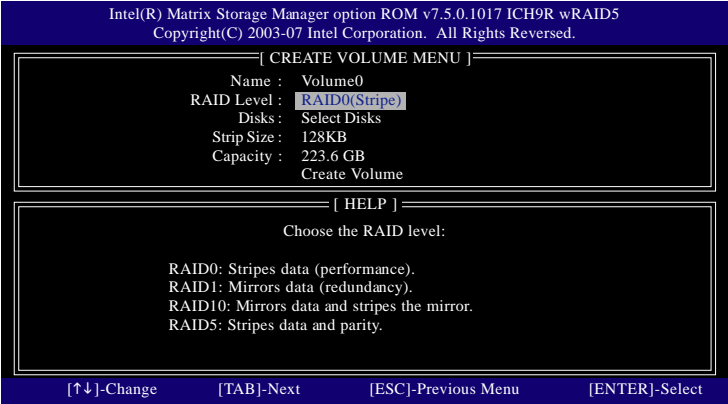 Intel(R) Matrix Storage Manager option ROM v7.5.0.1017 ICH9R wRAID5
Copyright(C) 2003-07 Intel Corporation.  All Rights Reversed.
[ CREATE VOLUME MENU ]
Name : Volume0
RAID Level : RAID0(Stripe)
Disks : Select Disks
Strip Size : 128KB
Capacity : 223.6 GB
Create Volume
[ HELP ]
Choose the RAID level:
RAID0: Stripes data (performance).
RAID1: Mirrors data (redundancy).
RAID10: Mirrors data and stripes the mirror.
RAID5: Stripes data and parity.
[↑↓]-Change [TAB]-Next [ESC]-Previous Menu [ENTER]-Select